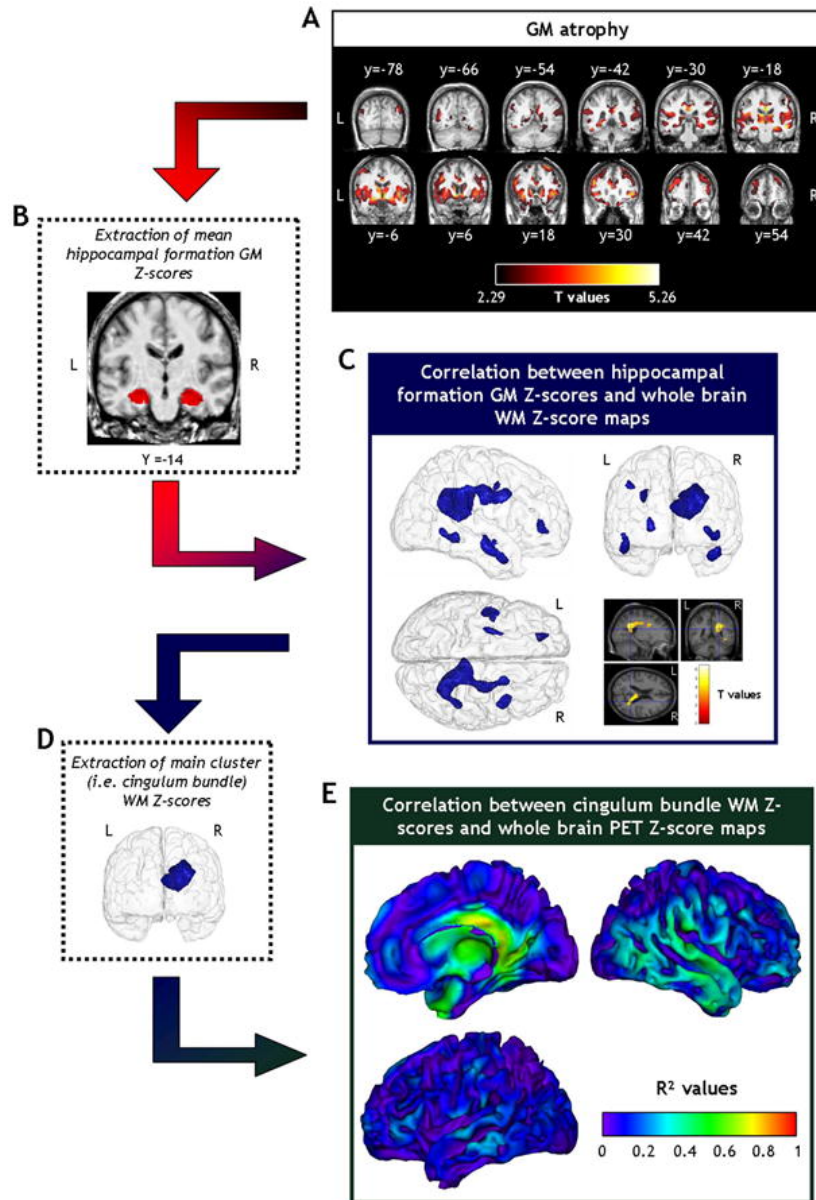 A
GM atrophy
y=-78 y=-66 y=-54 y=-42 y=-30 y=-18
L R
L R
y=-6 y=6 y=18 y=30 y=42 y=54
2.29 T values 5.26
B
Extraction of mean
hippocampal formation GM
Z-scores
L R
Y =-14
C
Correlation between hippocampal
formation GM Z-scores and whole brain
WM Z-score maps
L R
L
R
L R
L
R
T values
D
Extraction of main cluster
(i.e. cingulum bundle)
WM Z-scores
L R
E
Correlation between cingulum bundle WM Z-
scores and whole brain PET Z-score maps
R² values
0 0.2 0.4 0.6 0.8 1